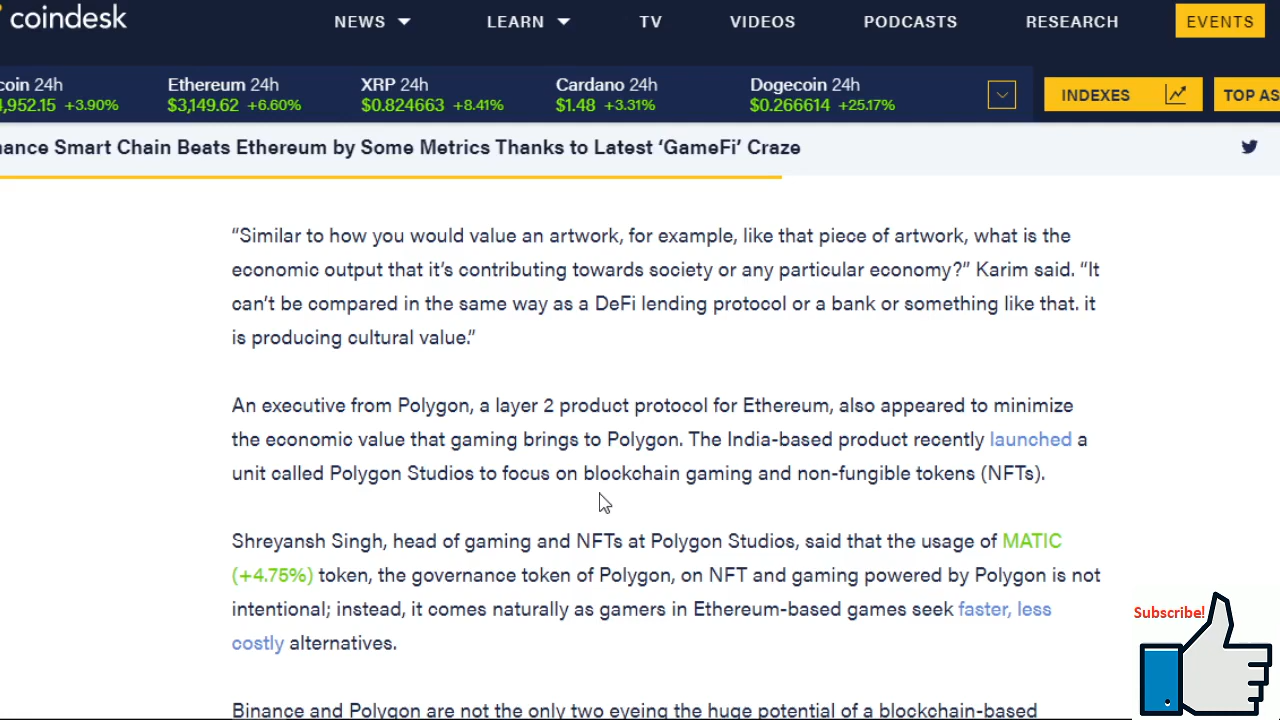 coindesk
NEWS LEARN TV VIDEOS PODCASTS RESEARCH EVENTS
coin 24h Ethereum 24h XRP 24h Cardano 24h Dogecoin 24h
,952.15 +3.90% $3,149.62 +6.60% $0.824663 +8.41% $1.48 +3.31% $0.266614 +25.17%
INDEXES TOP AS
nance Smart Chain Beats Ethereum by Some Metrics Thanks to Latest ‘GameFi’ Craze
“Similar to how you would value an artwork, for example, like that piece of artwork, what is the
economic output that it’s contributing towards society or any particular economy?” Karim said. “It
can’t be compared in the same way as a DeFi lending protocol or a bank or something like that. it
is producing cultural value.”
An executive from Polygon, a layer 2 product protocol for Ethereum, also appeared to minimize
the economic value that gaming brings to Polygon. The India-based product recently launched a
unit called Polygon Studios to focus on blockchain gaming and non-fungible tokens (NFTs).
Shreyansh Singh, head of gaming and NFTs at Polygon Studios, said that the usage of MATIC
(+4.75%) token, the governance token of Polygon, on NFT and gaming powered by Polygon is not
intentional; instead, it comes naturally as gamers in Ethereum-based games seek faster, less
costly alternatives.
Subscribe!
Binance and Polygon are not the only two eyeing the huge potential of a blockchain-based